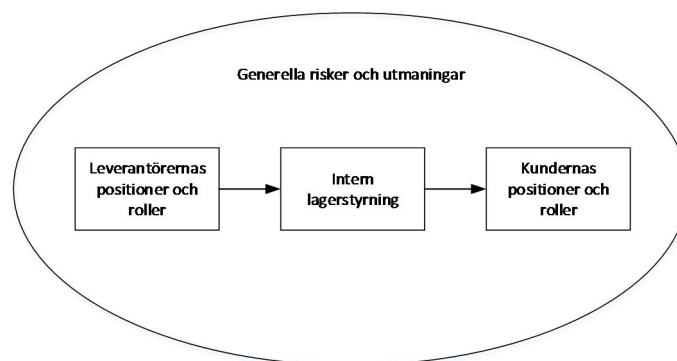 Generella risker och utmaningar
Leverantörernas
positioner och
roller
Intern
lagerstyrning
Kundernas
positioner och
roller